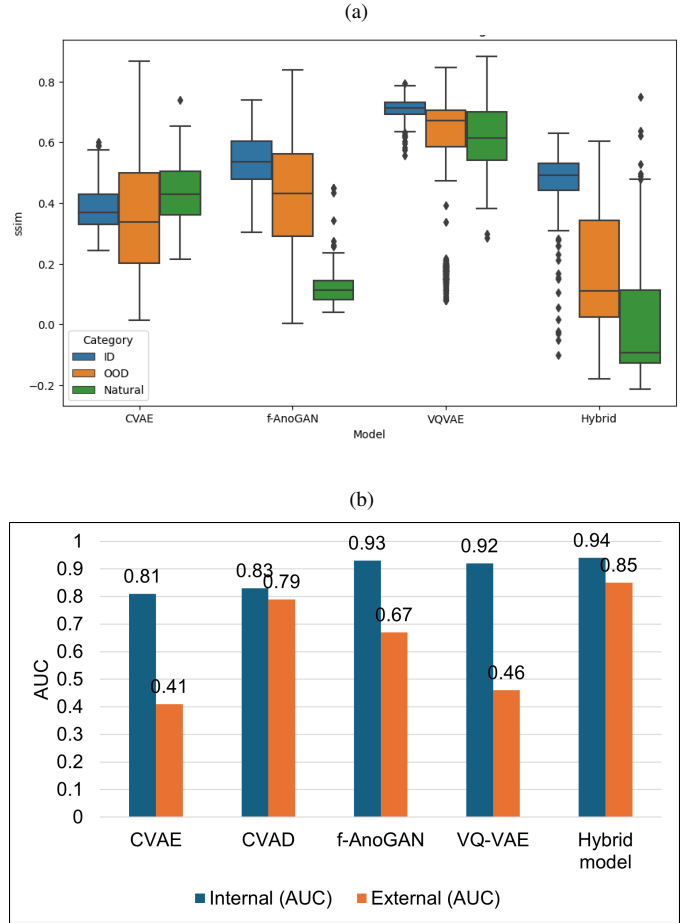 (a)
0.8
0.6
0.4
0.2
0.0
−0.2
ssim
Category
ID
OOD
Natural
CVAE f-AnoGAN VQVAE Hybrid
Model
(b)
1
0.9
0.8
0.7
0.6
0.5
0.4
0.3
0.2
0.1
0
AUC
0.81 0.41 0.83 0.79 0.93 0.67 0.92 0.46 0.94 0.85
CVAE CVAD f-AnoGAN VQ-VAE Hybrid
model
Internal (AUC) External (AUC)